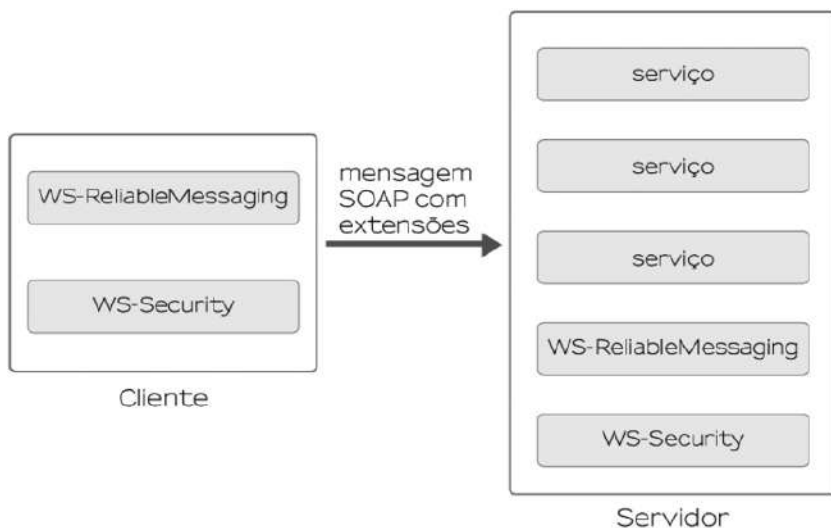 WS-ReliableMessaging
WS-Security
Cliente
mensagem
SOAP com
extensões
serviço
serviço
serviço
WS-ReliableMessaging
WS-Security
Servidor